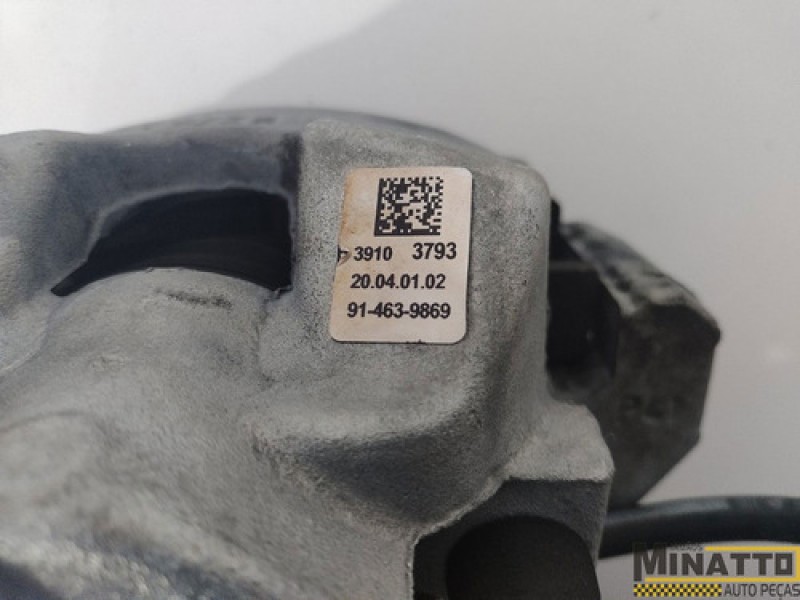 3910 3793
20.04.01.02
91-463-9869
MINATTO
AUTO PEÇAS